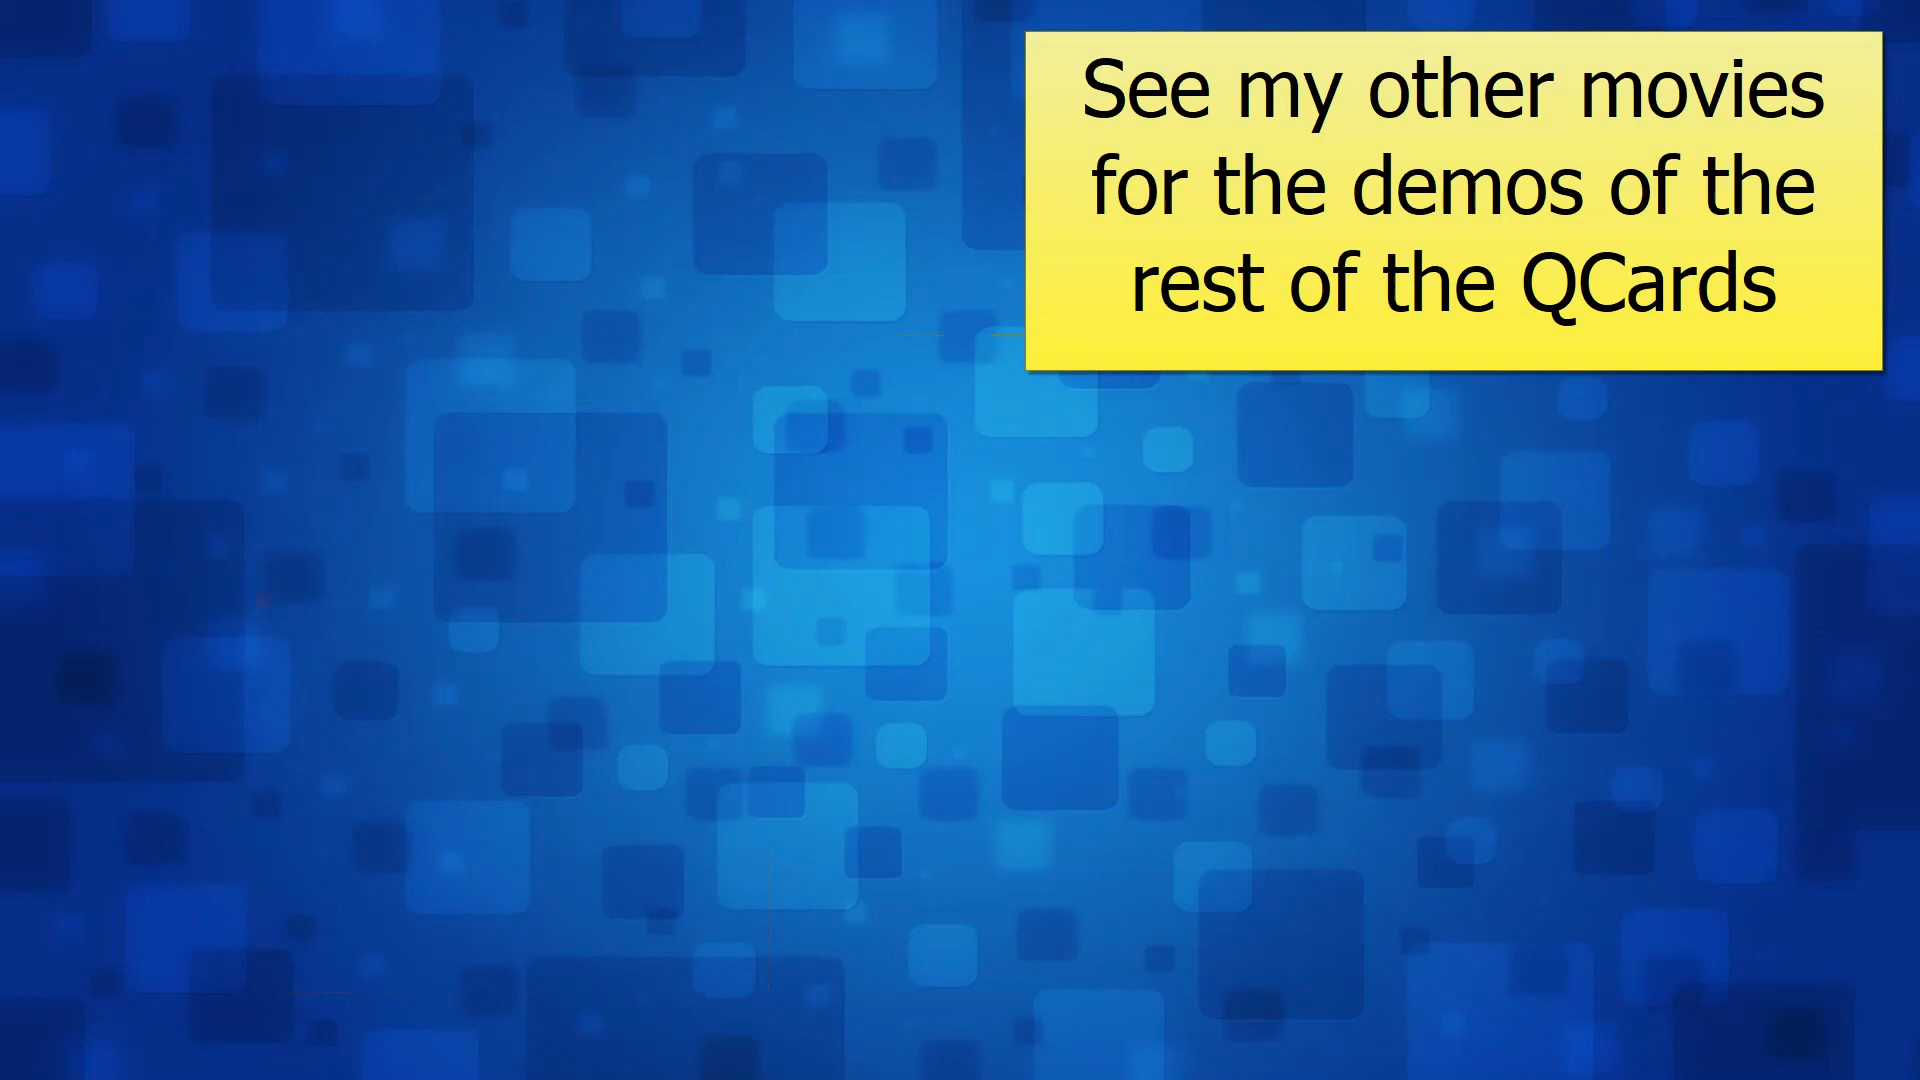 See my other movies
for the demos of the
rest of the QCards